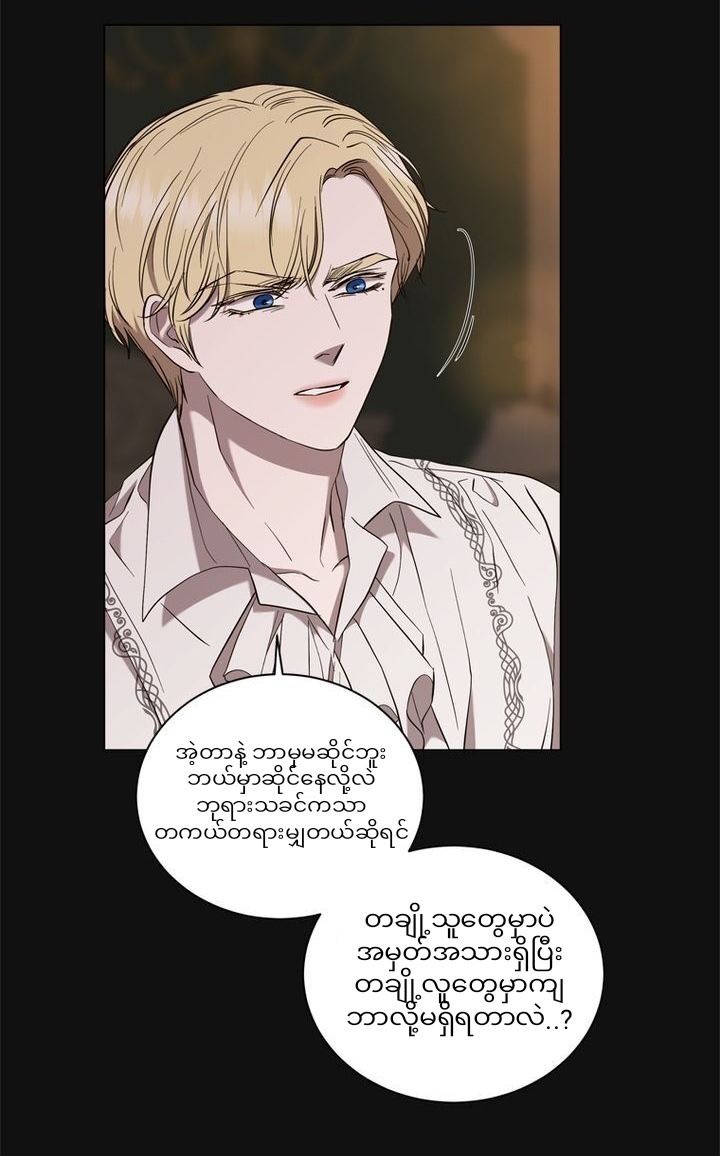 အဲ့တာနဲ့ ဘာမှမဆိုင်ဘူး
ဘယ်မှာဆိုင်နေလို့လဲ
ဘုရားသခင်ကသာ
တကယ်တရားမျှတယ်ဆိုရင်
တချို့သူတွေမှာပဲ
အမှတ်အသားရှိပြီး
တချို့လူတွေမှာကျ
ဘာလို့မရှိရတာလဲ..?